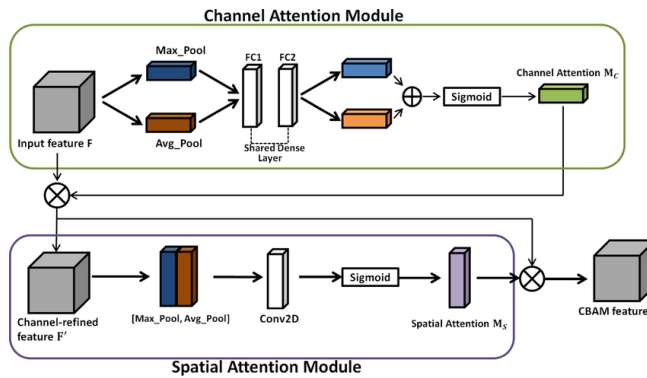 Channel Attention Module
Max_Pool
FC1
FC2
Channel Attention M_C
Sigmoid
Input feature F
Avg_Pool
Shared Dense
Layer
Sigmoid
Channel-refined
feature F′
[Max_Pool, Avg_Pool]
Conv2D
Spatial Attention M_S
CBAM feature
Spatial Attention Module